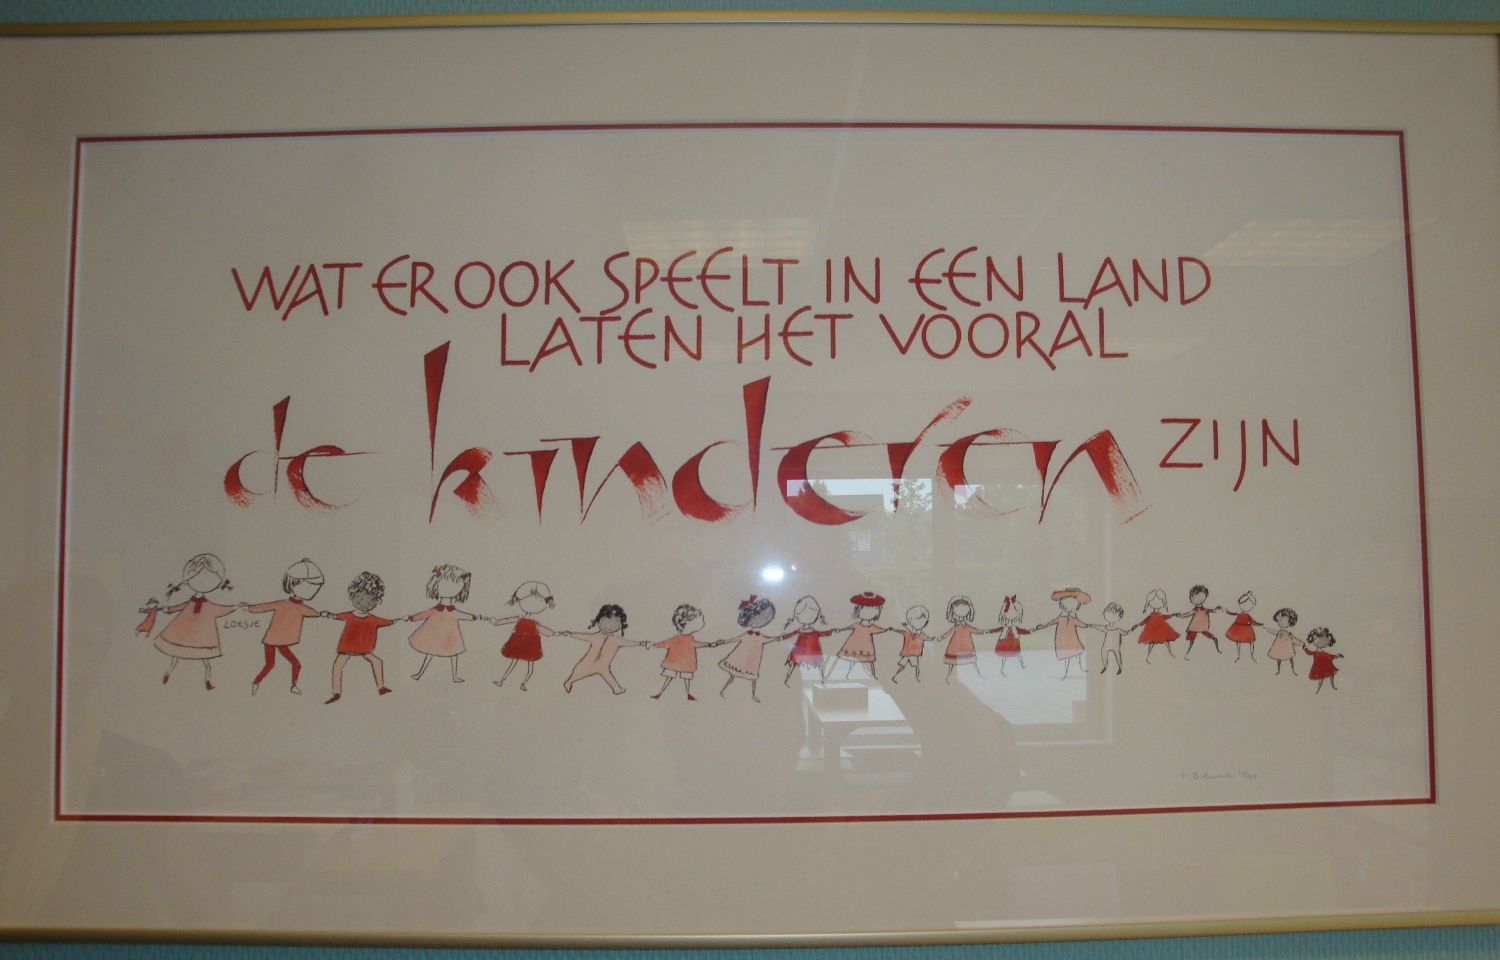 WAT ER OOK SPEELT IN EEN LAND
LATEN HET VOORAL
de kinderen ZIJN
LOESJE